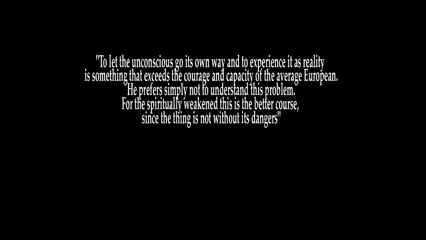 "To let the unconscious go its own way and to experience it as reality
is something that exceeds the courage and capacity of the average European.
He prefers simply not to understand this problem.
For the spiritually weakened this is the better course,
since the thing is not without its dangers"